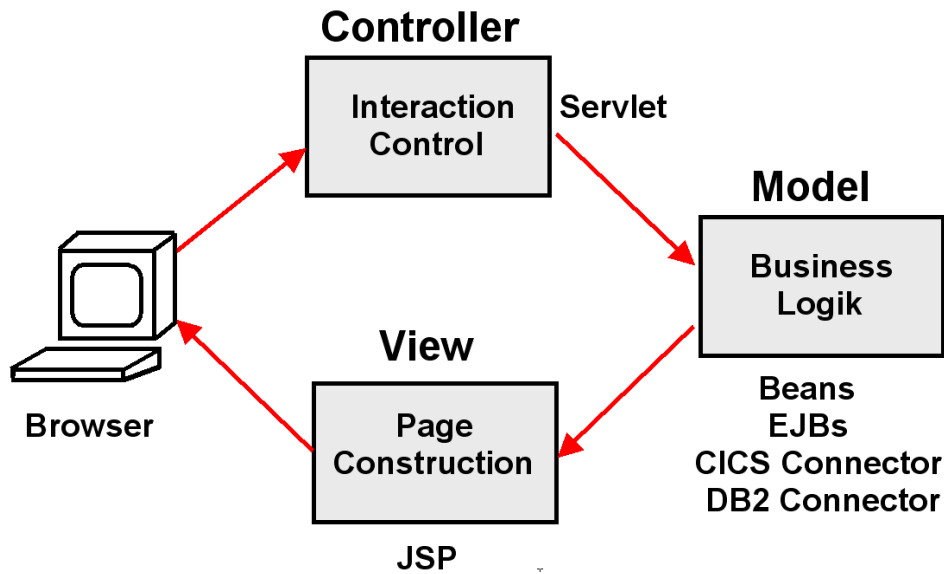 Controller
Interaction
Control
Servlet
Model
Business
Logik
Beans
EJBs
CICS Connector
DB2 Connector
View
Page
Construction
JSP
Browser